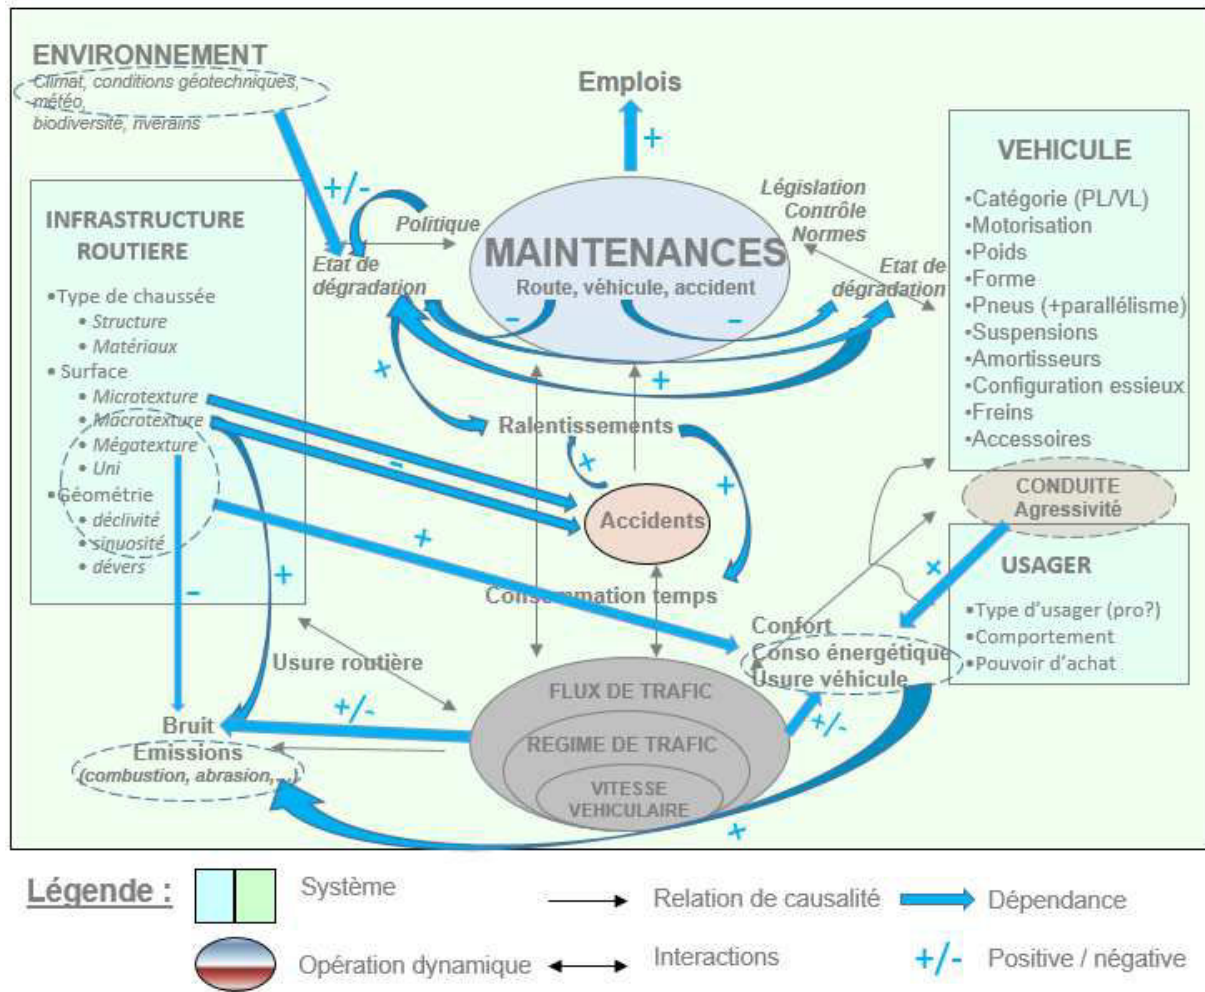 ENVIRONNEMENT
Climat, conditions géotechniques,
météo,
biodiversité, riverains
Emplois
+
+/-
INFRASTRUCTURE
ROUTIERE
•Type de chaussée
• Structure
• Matériaux
• Surface
• Microtexture
• Macrotexture
• Mégatexture
• Uni
•Géométrie
• déclivité
• sinuosité
• dévers
Politique
Etat de
dégradation
MAINTENANCES
Route, véhicule, accident
-
-
+
Législation
Contrôle
Normes
Etat de
dégradation
VEHICULE
•Catégorie (PL/VL)
•Motorisation
•Poids
•Forme
•Pneus (+parallélisme)
•Suspensions
•Amortisseurs
•Configuration essieux
•Freins
•Accessoires
+
Ralentissements
+
+
-
Accidents
+
Consommation temps
CONDUITE
Agressivité
+
USAGER
•Type d'usager (pro?)
•Comportement
•Pouvoir d'achat
-
+
Usure routière
Confort
Conso énergétique
Usure véhicule
+/-
+/-
FLUX DE TRAFIC
REGIME DE TRAFIC
VITESSE
VEHICULAIRE
Bruit
Emissions
(combustion, abrasion,...)
+
Légende :
Système
Relation de causalité
Dépendance
Opération dynamique
Interactions
+/-
Positive / négative